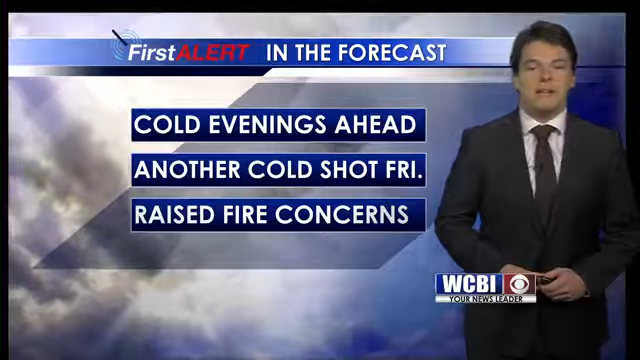 FirstALERT IN THE FORECAST
COLD EVENINGS AHEAD
ANOTHER COLD SHOT FRI.
RAISED FIRE CONCERNS
WCBI
YOUR NEWS LEADER